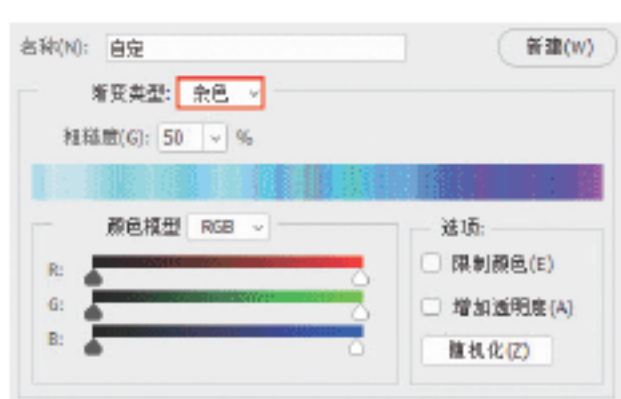 名称(N): 自定 新建(W)
渐变类型: 杂色
粗糙度(G): 50 %
颜色模型 RGB 选项:
R: 限制颜色(E)
G: 增加透明度(A)
B: 随机化(Z)